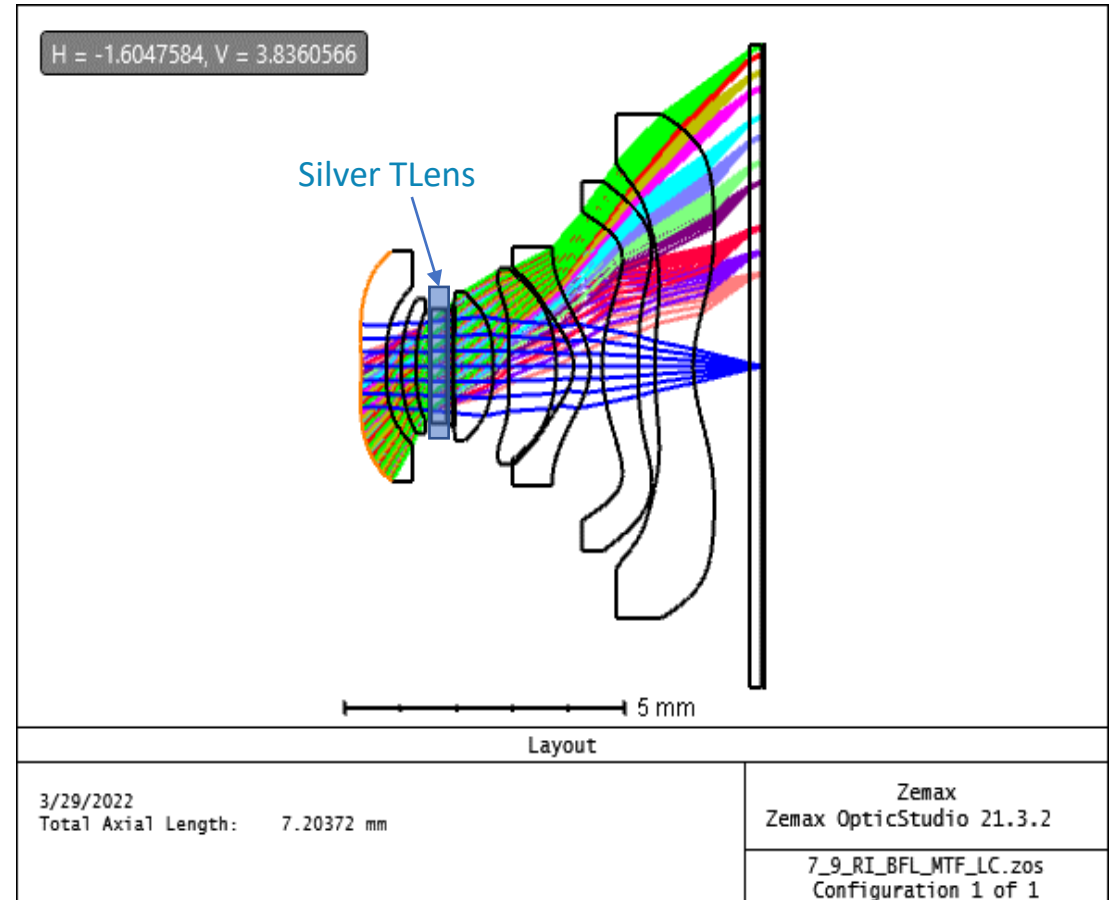 H = -1.6047584, V = 3.8360566
Silver TLens
5 mm
Layout
3/29/2022
Total Axial Length: 7.20372 mm
Zemax
Zemax OpticStudio 21.3.2
7_9_RI_BFL_MTF_LC.zos
Configuration 1 of 1